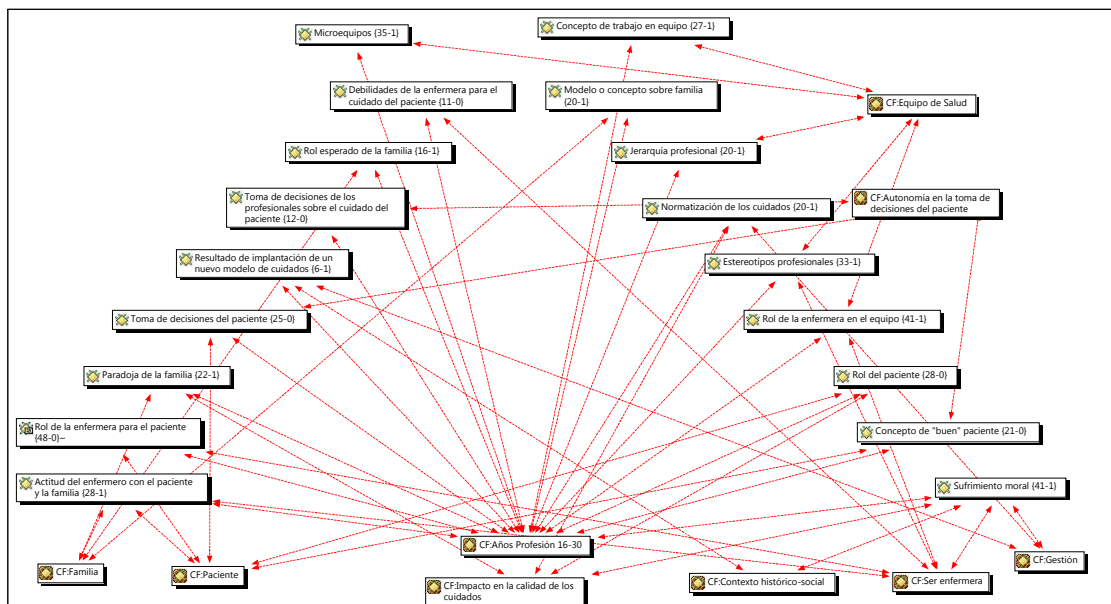 Concepto de trabajo en equipo {27-1}
Microequipos {35-1}
Debilidades de la enfermera para el
cuidado del paciente {11-0}
Modelo o concepto sobre familia
{20-1}
CF:Equipo de Salud
Rol esperado de la familia {16-1}
Jerarquía profesional {20-1}
Toma de decisiones de los
profesionales sobre el cuidado del
paciente {12-0}
Normatización de los cuidados {20-1}
CF:Autonomía en la toma de
decisiones del paciente
Resultado de implantación de un
nuevo modelo de cuidados {6-1}
Estereotipos profesionales {33-1}
Toma de decisiones del paciente {25-0}
Rol de la enfermera en el equipo {41-1}
Paradoja de la familia {22-1}
Rol del paciente {28-0}
Rol de la enfermera para el paciente
{48-0}~
Concepto de "buen" paciente {21-0}
Actitud del enfermero con el paciente
y la familia {28-1}
Sufrimiento moral {41-1}
CF:Años Profesión 16-30
CF:Gestión
CF:Familia
CF:Paciente
CF:Impacto en la calidad de los
cuidados
CF:Contexto histórico-social
CF:Ser enfermera